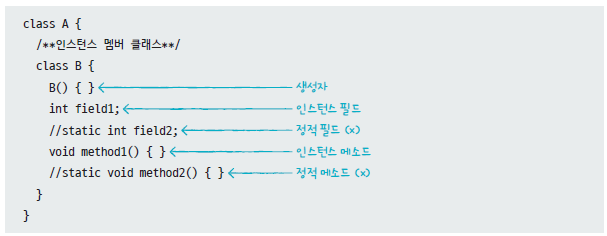 class A {
/**인스턴스 멤버 클래스**/
class B {
B() { } 생성자
int field1; 인스턴스 필드
//static int field2; 정적 필드 (x)
void method1() { } 인스턴스 메소드
//static void method2() { } 정적 메소드 (x)
}
}